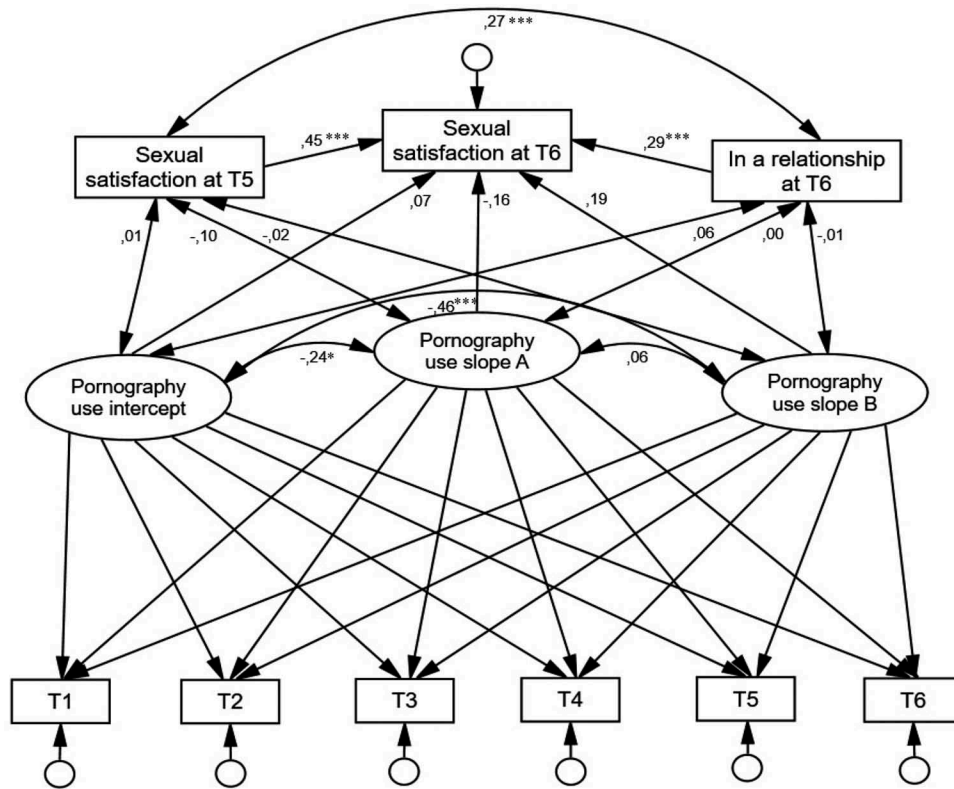 ,27***
Sexual
satisfaction at T5
,45***
Sexual
satisfaction at T6
,29***
In a relationship
at T6
,01
-,10
-,02
,07
-,16
,19
,06
,00
-,01
-,46***
Pornography
use intercept
-,24*
Pornography
use slope A
,06
Pornography
use slope B
T1
T2
T3
T4
T5
T6